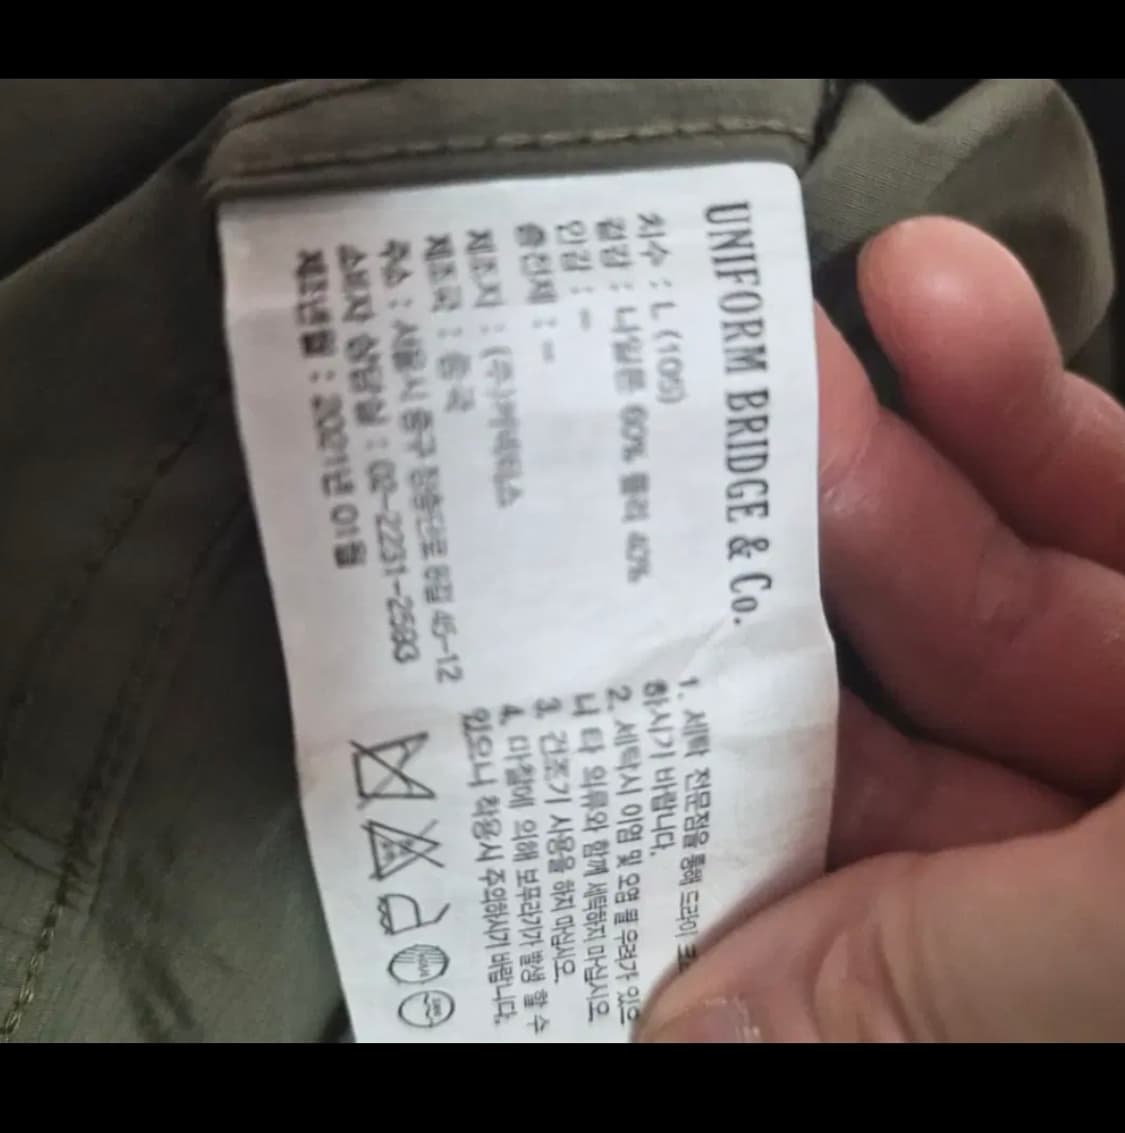 UNIFORM BRIDGE & Co.
치수 : L (105)
겉감 : 나일론 60% 폴리 40%
안감 : -
충전재 : -
제조자 : (주)
제조국 : 중국
주소 : 서울시 중구 장충단로 8길 45-12
소비자 상담실 : 02-2231-2583
제조년월 : 2021년 01월
1. 세탁 전문점을 통해 드라이
하시기 바랍니다.
2. 세탁시 이염 및 오염 될 우려가 있으
니 타 의류와 함께 세탁하지 마십시오.
3. 건조기 사용을 하지 마십시오.
4. 마찰에 의해 보푸라기가 발생 할 수
있으니 착용시 주의하시기 바랍니다.